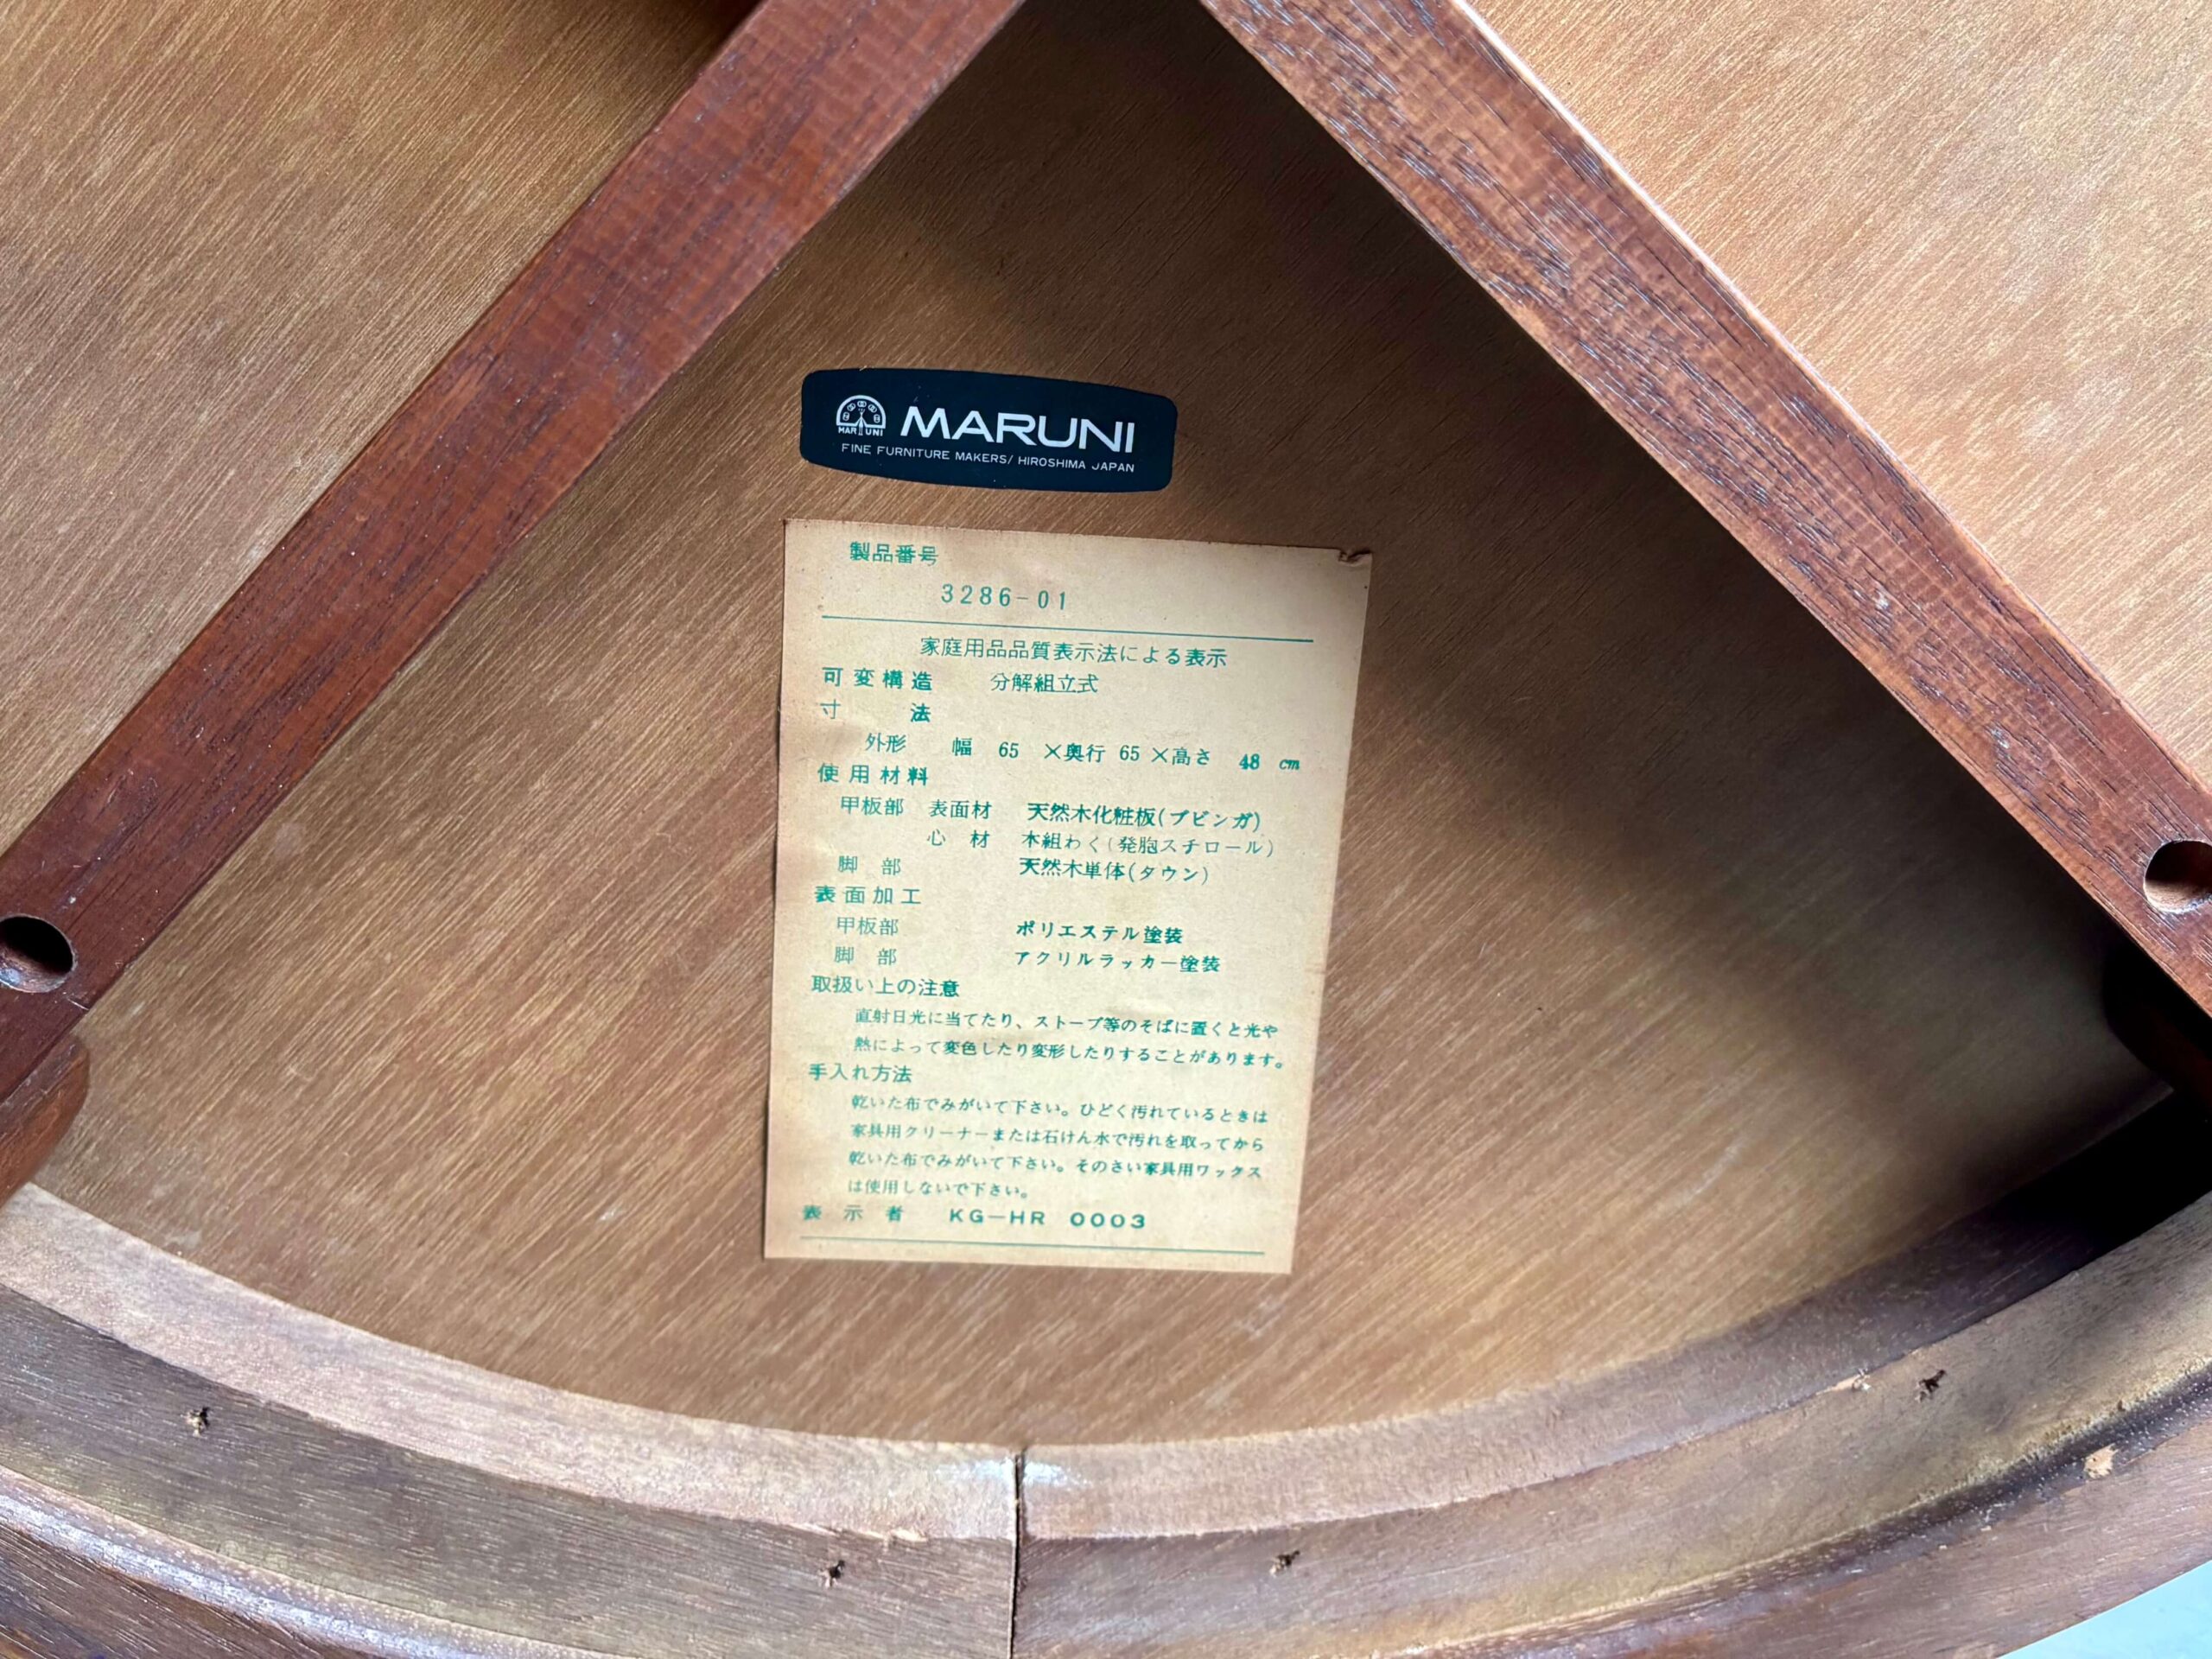 MARUNI
MARUNI
FINE FURNITURE MAKERS/ HIROSHIMA JAPAN
製品番号
3286-01
家庭用品品質表示法による表示
可変構造 分解組立式
寸 法
外形 幅 65 ×奥行 65 ×高さ 48 cm
使用材料
甲板部 表面材 天然木化粧板(ブビンガ)
心 材 木組わく(発胞スチロール)
脚 部 天然木単体(タウン)
表面加工
甲板部 ポリエステル塗装
脚 部 アクリルラッカー塗装
取扱い上の注意
直射日光に当てたり、ストーブ等のそばに置くと光や
熱によって変色したり変形したりすることがあります。
手入れ方法
乾いた布でみがいて下さい。ひどく汚れているときは
家具用クリーナーまたは石けん水で汚れを取ってから
乾いた布でみがいて下さい。そのさい家具用ワックス
は使用しないで下さい。
表示者 KG-HR 0003